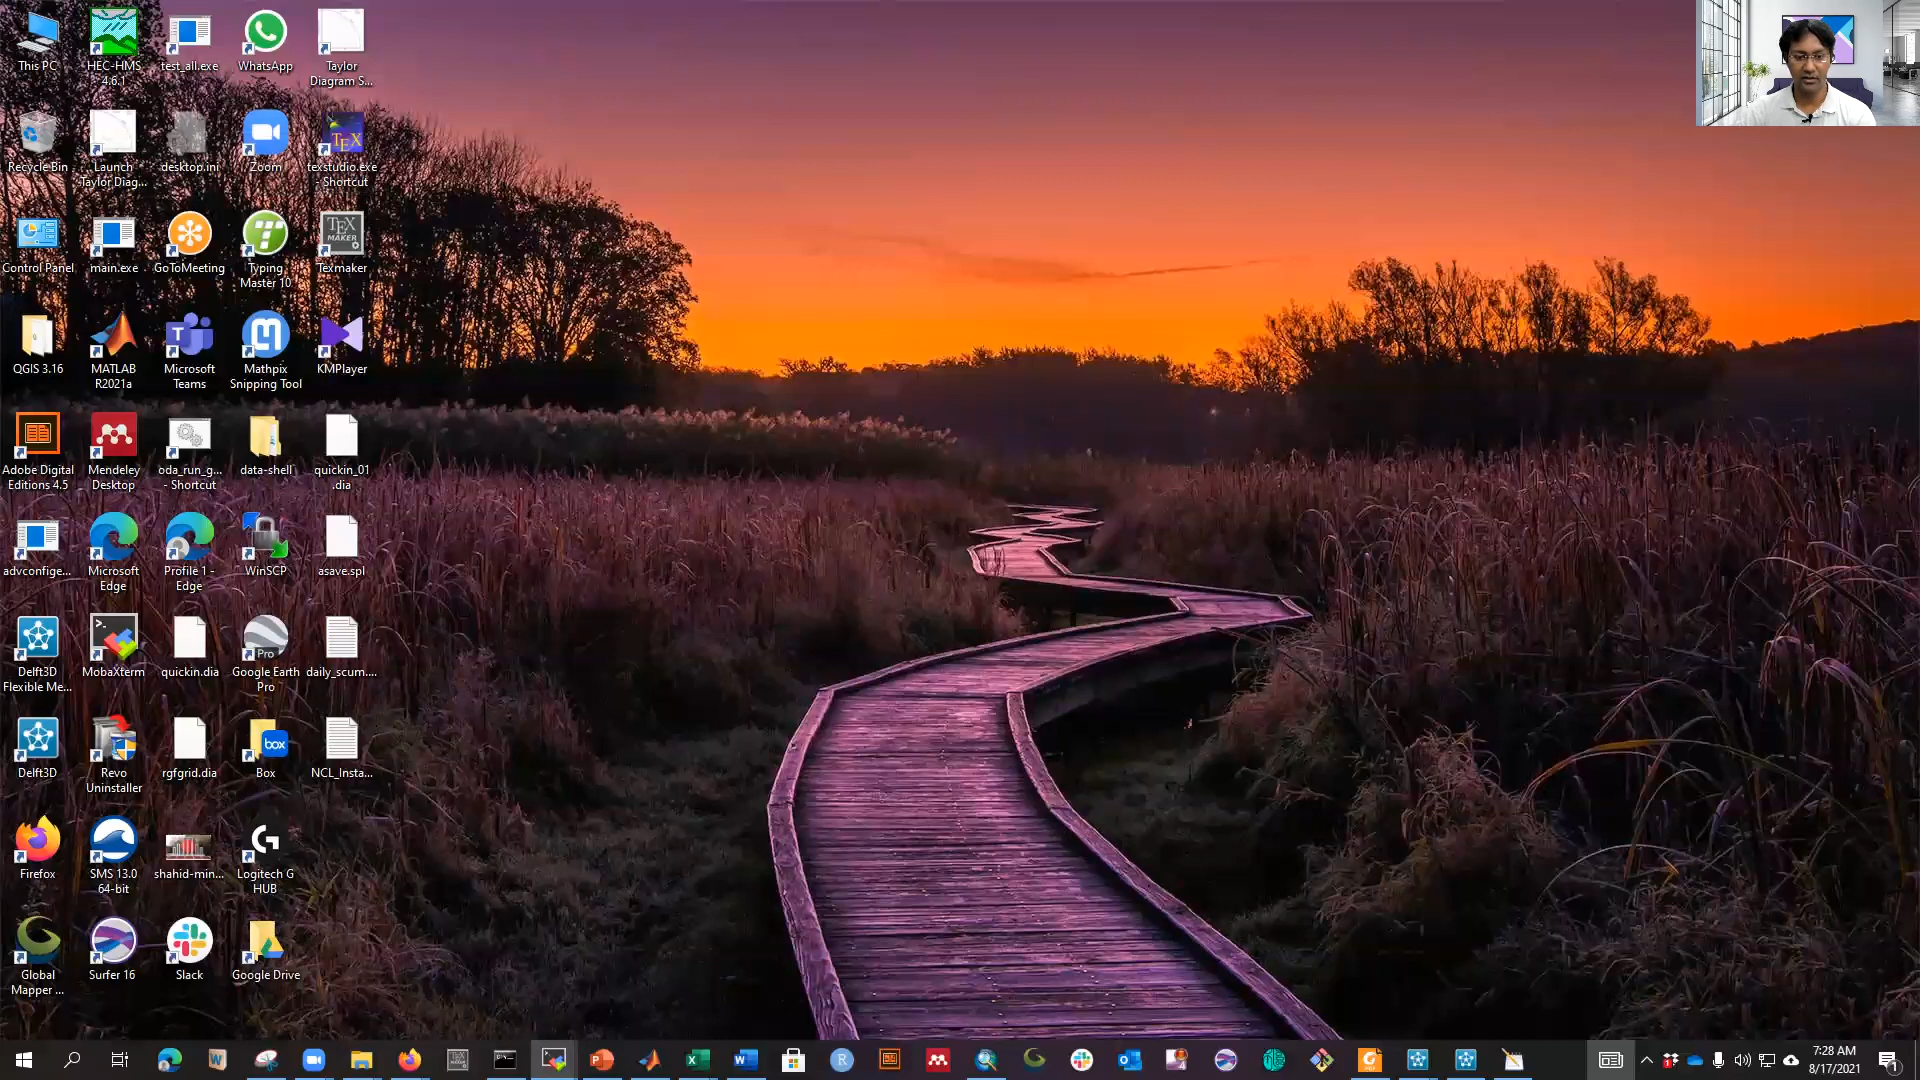 This PC
HEC-HMS
4.6.1
test_all.exe
WhatsApp
Taylor
Diagram S...
Recycle Bin
Launch
Taylor Diag...
desktop.ini
Zoom
TEX
texstudio.exe
- Shortcut
Control Panel
main.exe
GoToMeeting
Typing
Master 10
TEX
MAKER
Texmaker
QGIS 3.16
MATLAB
R2021a
T
Microsoft
Teams
Mathpix
Snipping Tool
KMPlayer
Adobe Digital
Editions 4.5
Mendeley
Desktop
oda_run_g...
- Shortcut
data-shell
quickin_01
.dia
advconfige...
Microsoft
Edge
Profile 1 -
Edge
WinSCP
asave.spl
Delft3D
Flexible Me...
MobaXterm
quickin.dia
Pro
Google Earth
Pro
daily_scum....
Delft3D
Revo
Uninstaller
rgfgrid.dia
box
Box
NCL_Insta...
Firefox
SMS 13.0
64-bit
shahid-min...
Logitech G
HUB
Global
Mapper ...
Surfer 16
Slack
Google Drive
7:28 AM
8/17/2021